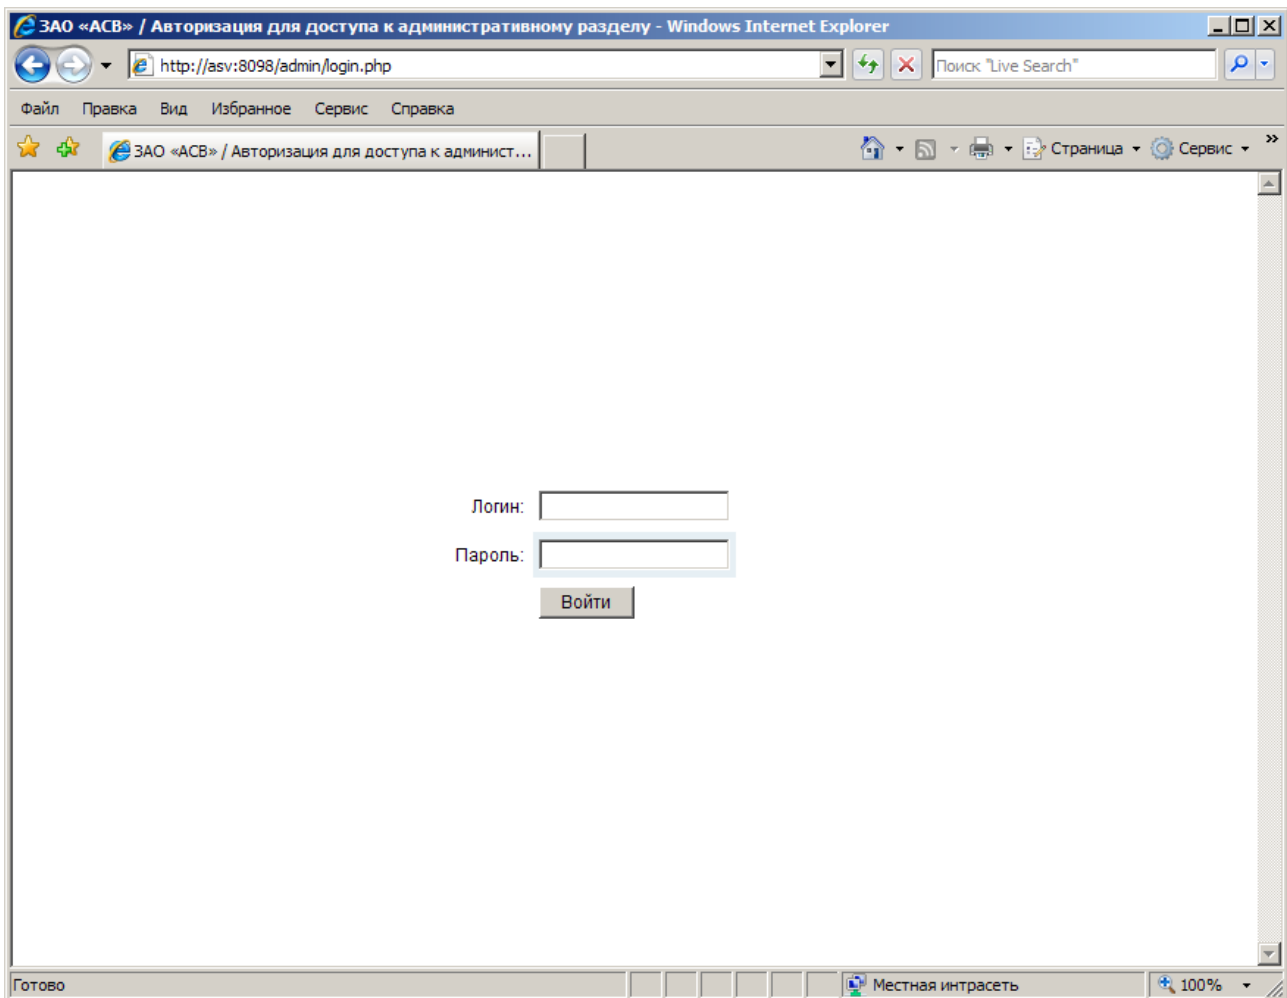 ЗАО «АСВ» / Авторизация для доступа к административному разделу - Windows Internet Explorer
http://asv:8098/admin/login.php
Поиск "Live Search"
Файл Правка Вид Избранное Сервис Справка
ЗАО «АСВ» / Авторизация для доступа к админист...
Страница Сервис »
Логин:
Пароль:
Войти
Готово
Местная интрасеть
100%